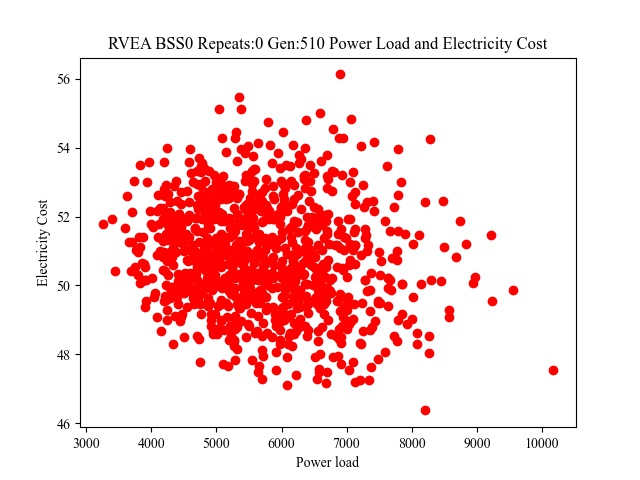 RVEA BSS0 Repeats:0 Gen:510 Power Load and Electricity Cost
56
54
52
50
48
46
Electricity Cost
3000 4000 5000 6000 7000 8000 9000 10000
Power load